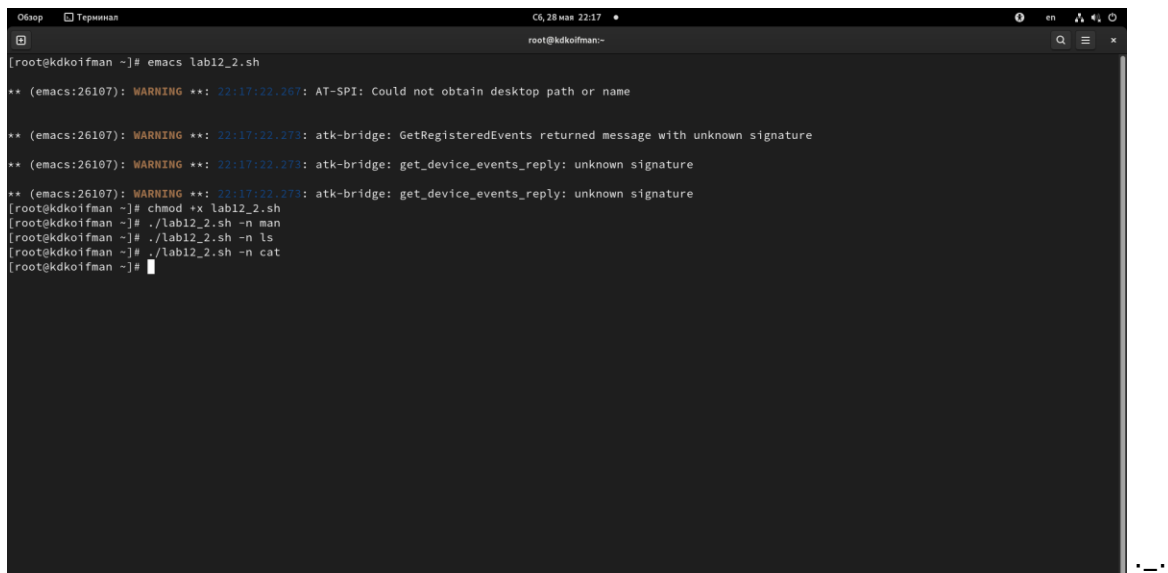 Обзор Терминал Сб, 28 мая 22:17 en
root@kdkoifman:~
[root@kdkoifman ~]# emacs lab12_2.sh
** (emacs:26107): WARNING **: 22:17:22.267: AT-SPI: Could not obtain desktop path or name
** (emacs:26107): WARNING **: 22:17:22.273: atk-bridge: GetRegisteredEvents returned message with unknown signature
** (emacs:26107): WARNING **: 22:17:22.273: atk-bridge: get_device_events_reply: unknown signature
** (emacs:26107): WARNING **: 22:17:22.273: atk-bridge: get_device_events_reply: unknown signature
[root@kdkoifman ~]# chmod +x lab12_2.sh
[root@kdkoifman ~]# ./lab12_2.sh -n man
[root@kdkoifman ~]# ./lab12_2.sh -n ls
[root@kdkoifman ~]# ./lab12_2.sh -n cat
[root@kdkoifman ~]#
._.